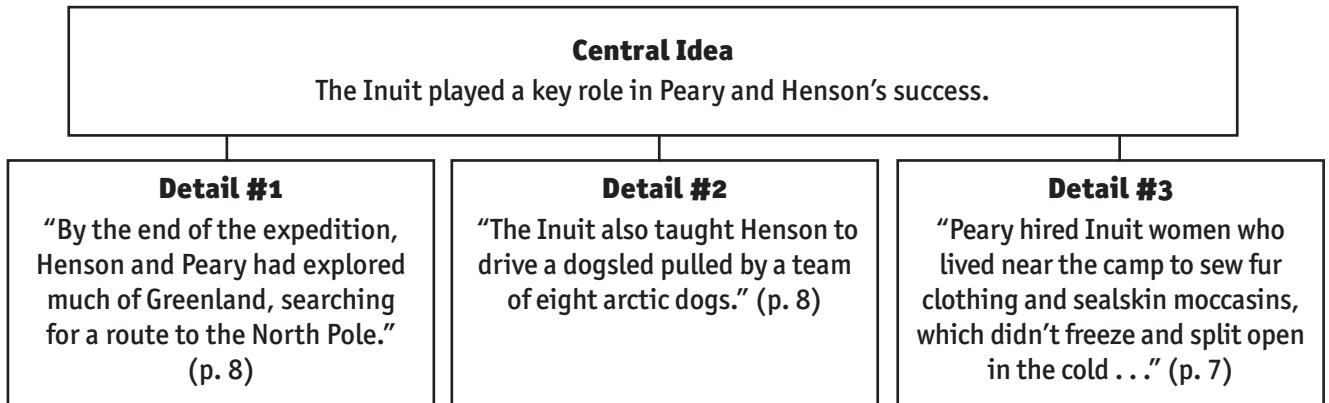 Central Idea
The Inuit played a key role in Peary and Henson’s success.
Detail #1
“By the end of the expedition,
Henson and Peary had explored
much of Greenland, searching
for a route to the North Pole.”
(p. 8)
Detail #2
“The Inuit also taught Henson to
drive a dogsled pulled by a team
of eight arctic dogs.” (p. 8)
Detail #3
“Peary hired Inuit women who
lived near the camp to sew fur
clothing and sealskin moccasins,
which didn’t freeze and split open
in the cold . . .” (p. 7)